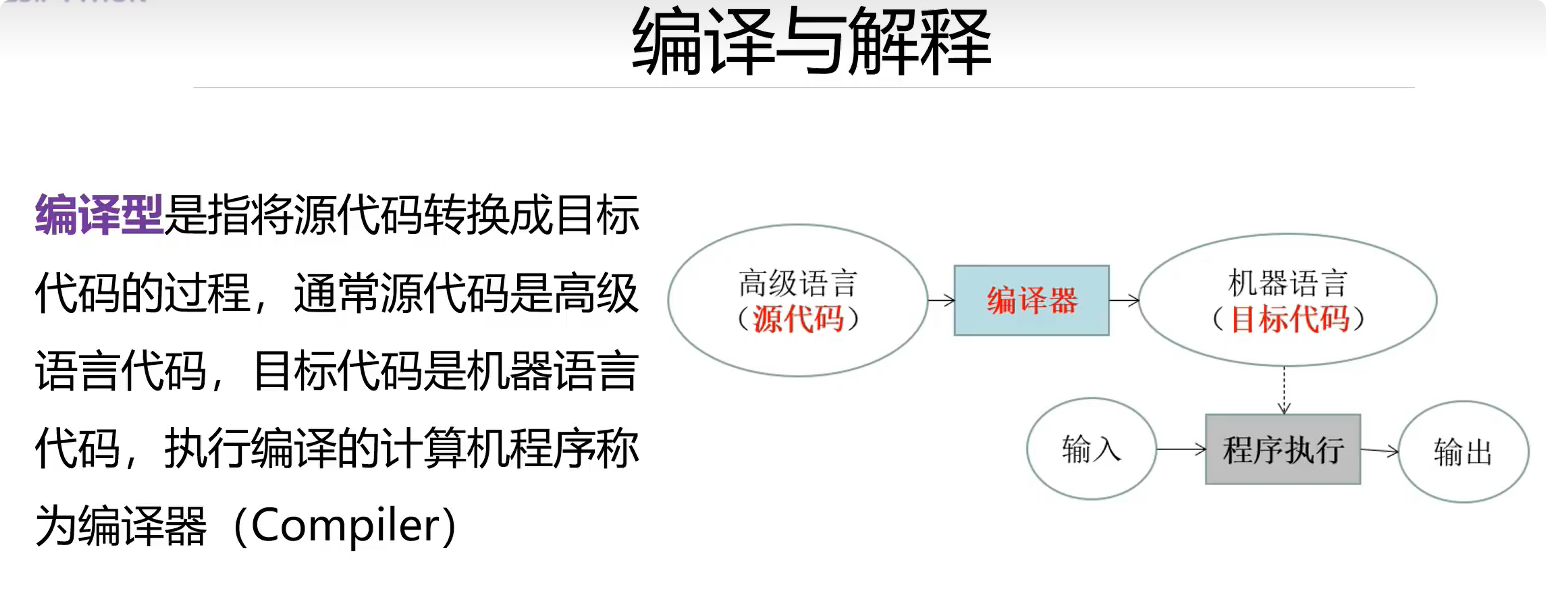 编译与解释
编译型是指将源代码转换成目标
代码的过程，通常源代码是高级
语言代码，目标代码是机器语言
代码，执行编译的计算机程序称
为编译器（Compiler）
高级语言
（源代码）
编译器
机器语言
（目标代码）
输入
程序执行
输出